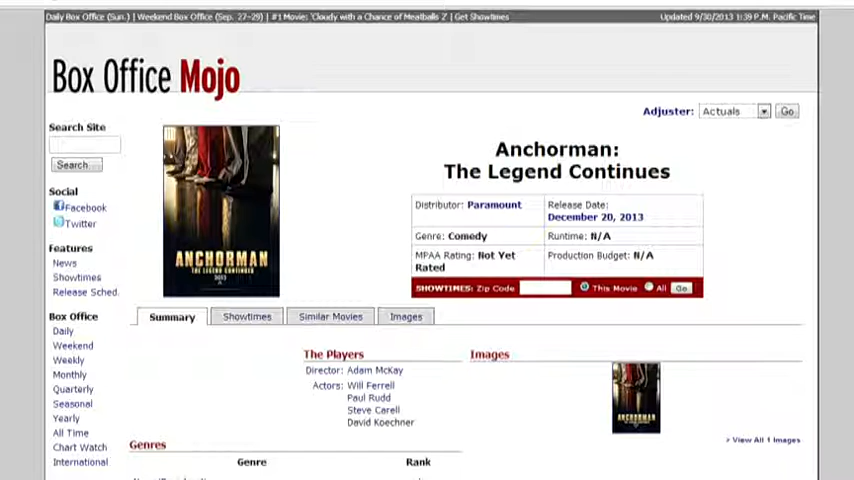 Daily Box Office (Sun.) | Weekend Box Office (Sep. 27–29) | #1 Movie: 'Cloudy with a Chance of Meatballs 2' | Get Showtimes
Updated 9/30/2013 1:39 P.M. Pacific Time
Box Office Mojo
Adjuster: Actuals Go
Search Site
Search...
Social
Facebook
Twitter
Features
News
Showtimes
Release Sched.
Box Office
Daily
Weekend
Weekly
Monthly
Quarterly
Seasonal
Yearly
All Time
Chart Watch
International
ANCHORMAN
THE LEGEND CONTINUES
2013
Anchorman:
The Legend Continues
Distributor: Paramount
Release Date:
December 20, 2013
Genre: Comedy
Runtime: N/A
MPAA Rating: Not Yet
Rated
Production Budget: N/A
SHOWTIMES: Zip Code This Movie All Go
Summary Showtimes Similar Movies Images
The Players
Director: Adam McKay
Actors: Will Ferrell
Paul Rudd
Steve Carell
David Koechner
Images
ANCHORMAN
> View All 1 Images
Genres
Genre Rank